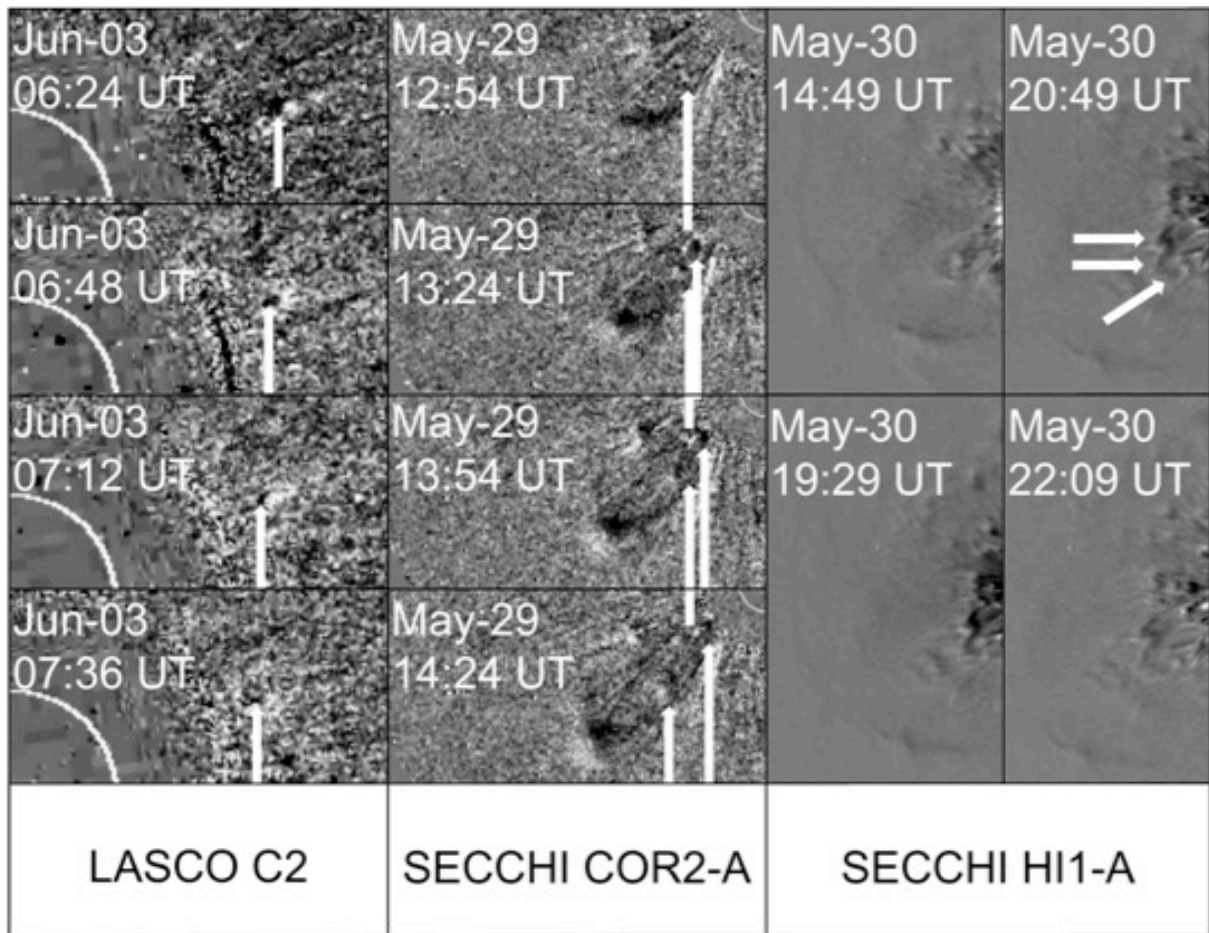 Jun-03
06:24 UT
Jun-03
06:48 UT
Jun-03
07:12 UT
Jun-03
07:36 UT
LASCO C2
May-29
12:54 UT
May-29
13:24 UT
May-29
13:54 UT
May-29
14:24 UT
SECCHI COR2-A
May-30
14:49 UT
May-30
20:49 UT
May-30
19:29 UT
May-30
22:09 UT
SECCHI HI1-A